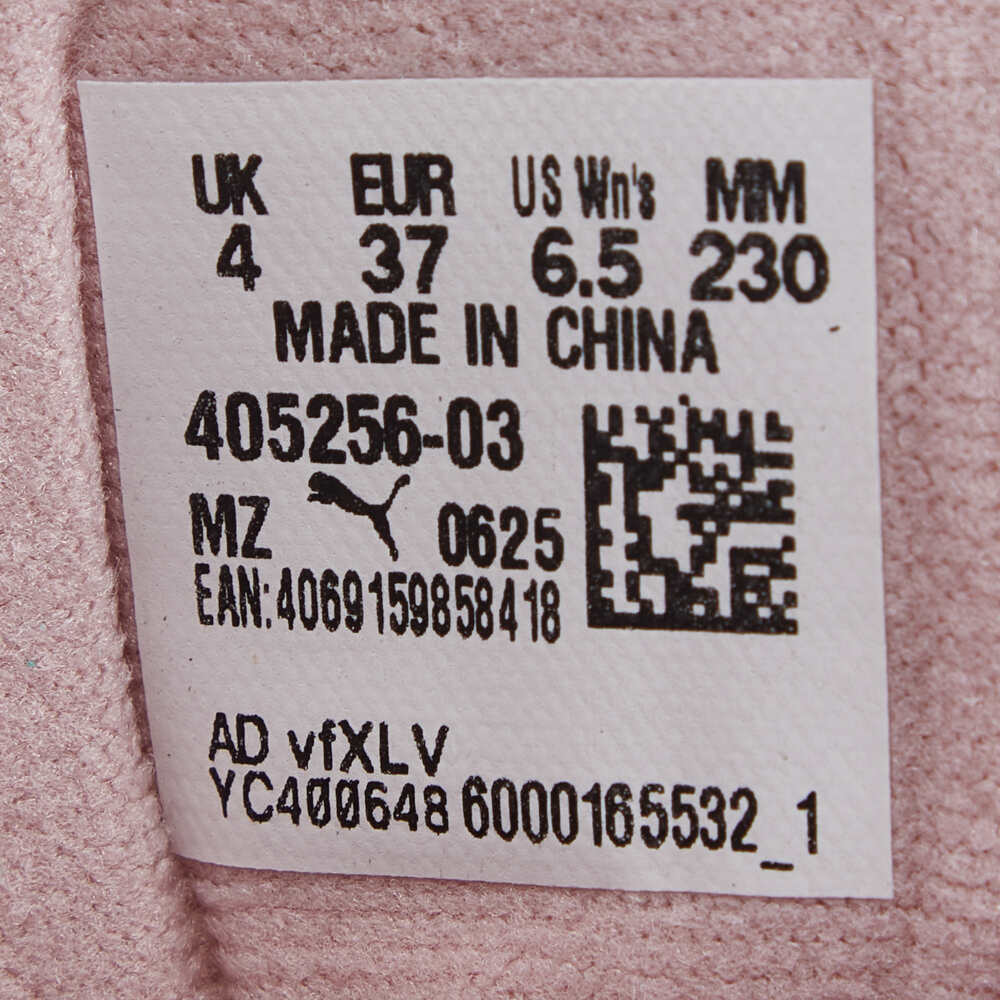 UK EUR US Wn's MM
4 37 6.5 230
MADE IN CHINA
405256-03
MZ 0625
EAN:4069159858418
AD vfXLV
YC400648 6000165532_1